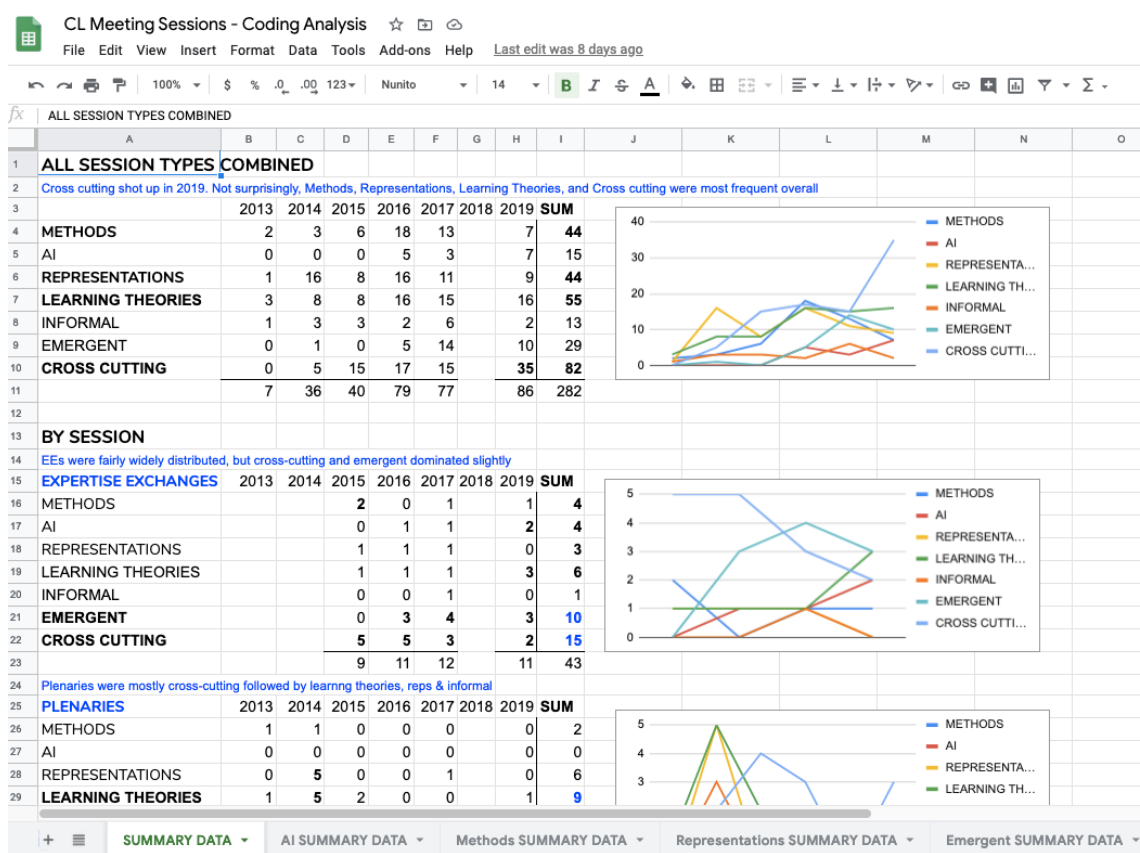 CL Meeting Sessions - Coding Analysis
File Edit View Insert Format Data Tools Add-ons Help Last edit was 8 days ago
100% $ % .0 .00 123 Nunito 14 B I S A
fx ALL SESSION TYPES COMBINED
A B C D E F G H I J K L M N O
1 ALL SESSION TYPES COMBINED
2 Cross cutting shot up in 2019. Not surprisingly, Methods, Representations, Learning Theories, and Cross cutting were most frequent overall
3 2013 2014 2015 2016 2017 2018 2019 SUM
4 METHODS 2 3 6 18 13 7 44
5 AI 0 0 0 5 3 7 15
6 REPRESENTATIONS 1 16 8 16 11 9 44
7 LEARNING THEORIES 3 8 8 16 15 16 55
8 INFORMAL 1 3 3 2 6 2 13
9 EMERGENT 0 1 0 5 14 10 29
10 CROSS CUTTING 0 5 15 17 15 35 82
11 7 36 40 79 77 86 282
40
30
20
10
0
METHODS
AI
REPRESENTA...
LEARNING TH...
INFORMAL
EMERGENT
CROSS CUTTI...
12
13 BY SESSION
14 EEs were fairly widely distributed, but cross-cutting and emergent dominated slightly
15 EXPERTISE EXCHANGES 2013 2014 2015 2016 2017 2018 2019 SUM
16 METHODS 2 0 1 1 4
17 AI 0 1 1 2 4
18 REPRESENTATIONS 1 1 1 0 3
19 LEARNING THEORIES 1 1 1 3 6
20 INFORMAL 0 0 1 0 1
21 EMERGENT 0 3 4 3 10
22 CROSS CUTTING 5 5 3 2 15
23 9 11 12 11 43
5
4
3
2
1
0
METHODS
AI
REPRESENTA...
LEARNING TH...
INFORMAL
EMERGENT
CROSS CUTTI...
24 Plenaries were mostly cross-cutting followed by learnng theories, reps & informal
25 PLENARIES 2013 2014 2015 2016 2017 2018 2019 SUM
26 METHODS 1 1 0 0 0 0 2
27 AI 0 0 0 0 0 0 0
28 REPRESENTATIONS 0 5 0 0 1 0 6
29 LEARNING THEORIES 1 5 2 0 0 1 9
5
4
3
METHODS
AI
REPRESENTA...
LEARNING TH...
SUMMARY DATA AI SUMMARY DATA Methods SUMMARY DATA Representations SUMMARY DATA Emergent SUMMARY DATA